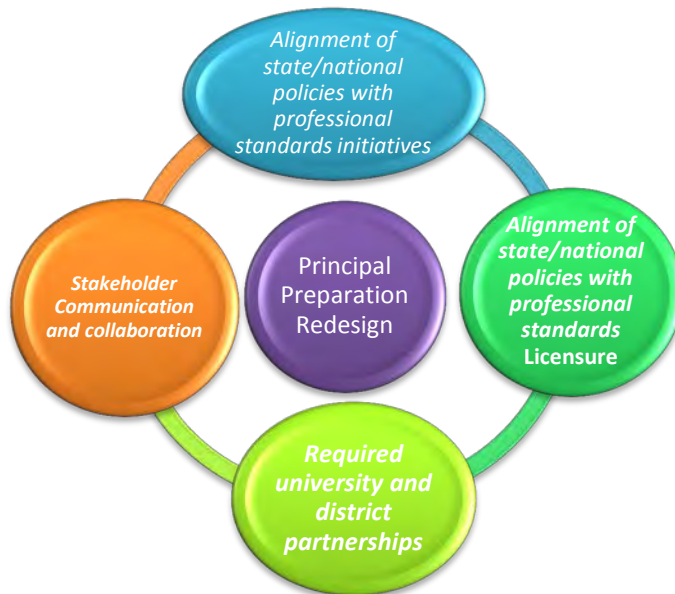 Alignment of
state/national
policies with
professional
standards initiatives
Alignment of
state/national
policies with
professional
standards
Licensure
Stakeholder
Communication
and collaboration
Principal
Preparation
Redesign
Required
university and
district
partnerships